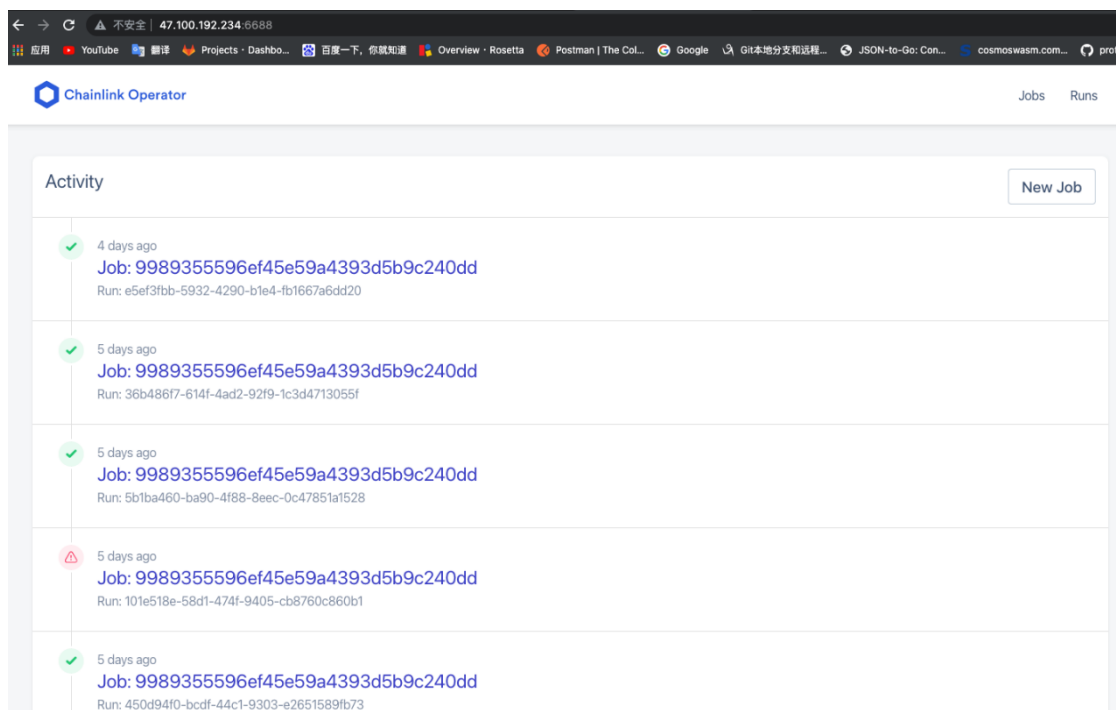 不安全 | 47.100.192.234:6688
应用 YouTube 翻译 Projects · Dashbo... 百度一下，你就知道 Overview · Rosetta Postman | The Col... Google Git本地分支和远程... JSON-to-Go: Con... cosmoswasm.com... prot
Chainlink Operator Jobs Runs
Activity New Job
4 days ago
Job: 9989355596ef45e59a4393d5b9c240dd
Run: e5ef3fbb-5932-4290-b1e4-fb1667a6dd20
5 days ago
Job: 9989355596ef45e59a4393d5b9c240dd
Run: 36b486f7-614f-4ad2-92f9-1c3d4713055f
5 days ago
Job: 9989355596ef45e59a4393d5b9c240dd
Run: 5b1ba460-ba90-4f88-8eec-0c47851a1528
5 days ago
Job: 9989355596ef45e59a4393d5b9c240dd
Run: 101e518e-58d1-474f-9405-cb8760c860b1
5 days ago
Job: 9989355596ef45e59a4393d5b9c240dd
Run: 450d94f0-bcdf-44c1-9303-e2651589fb73